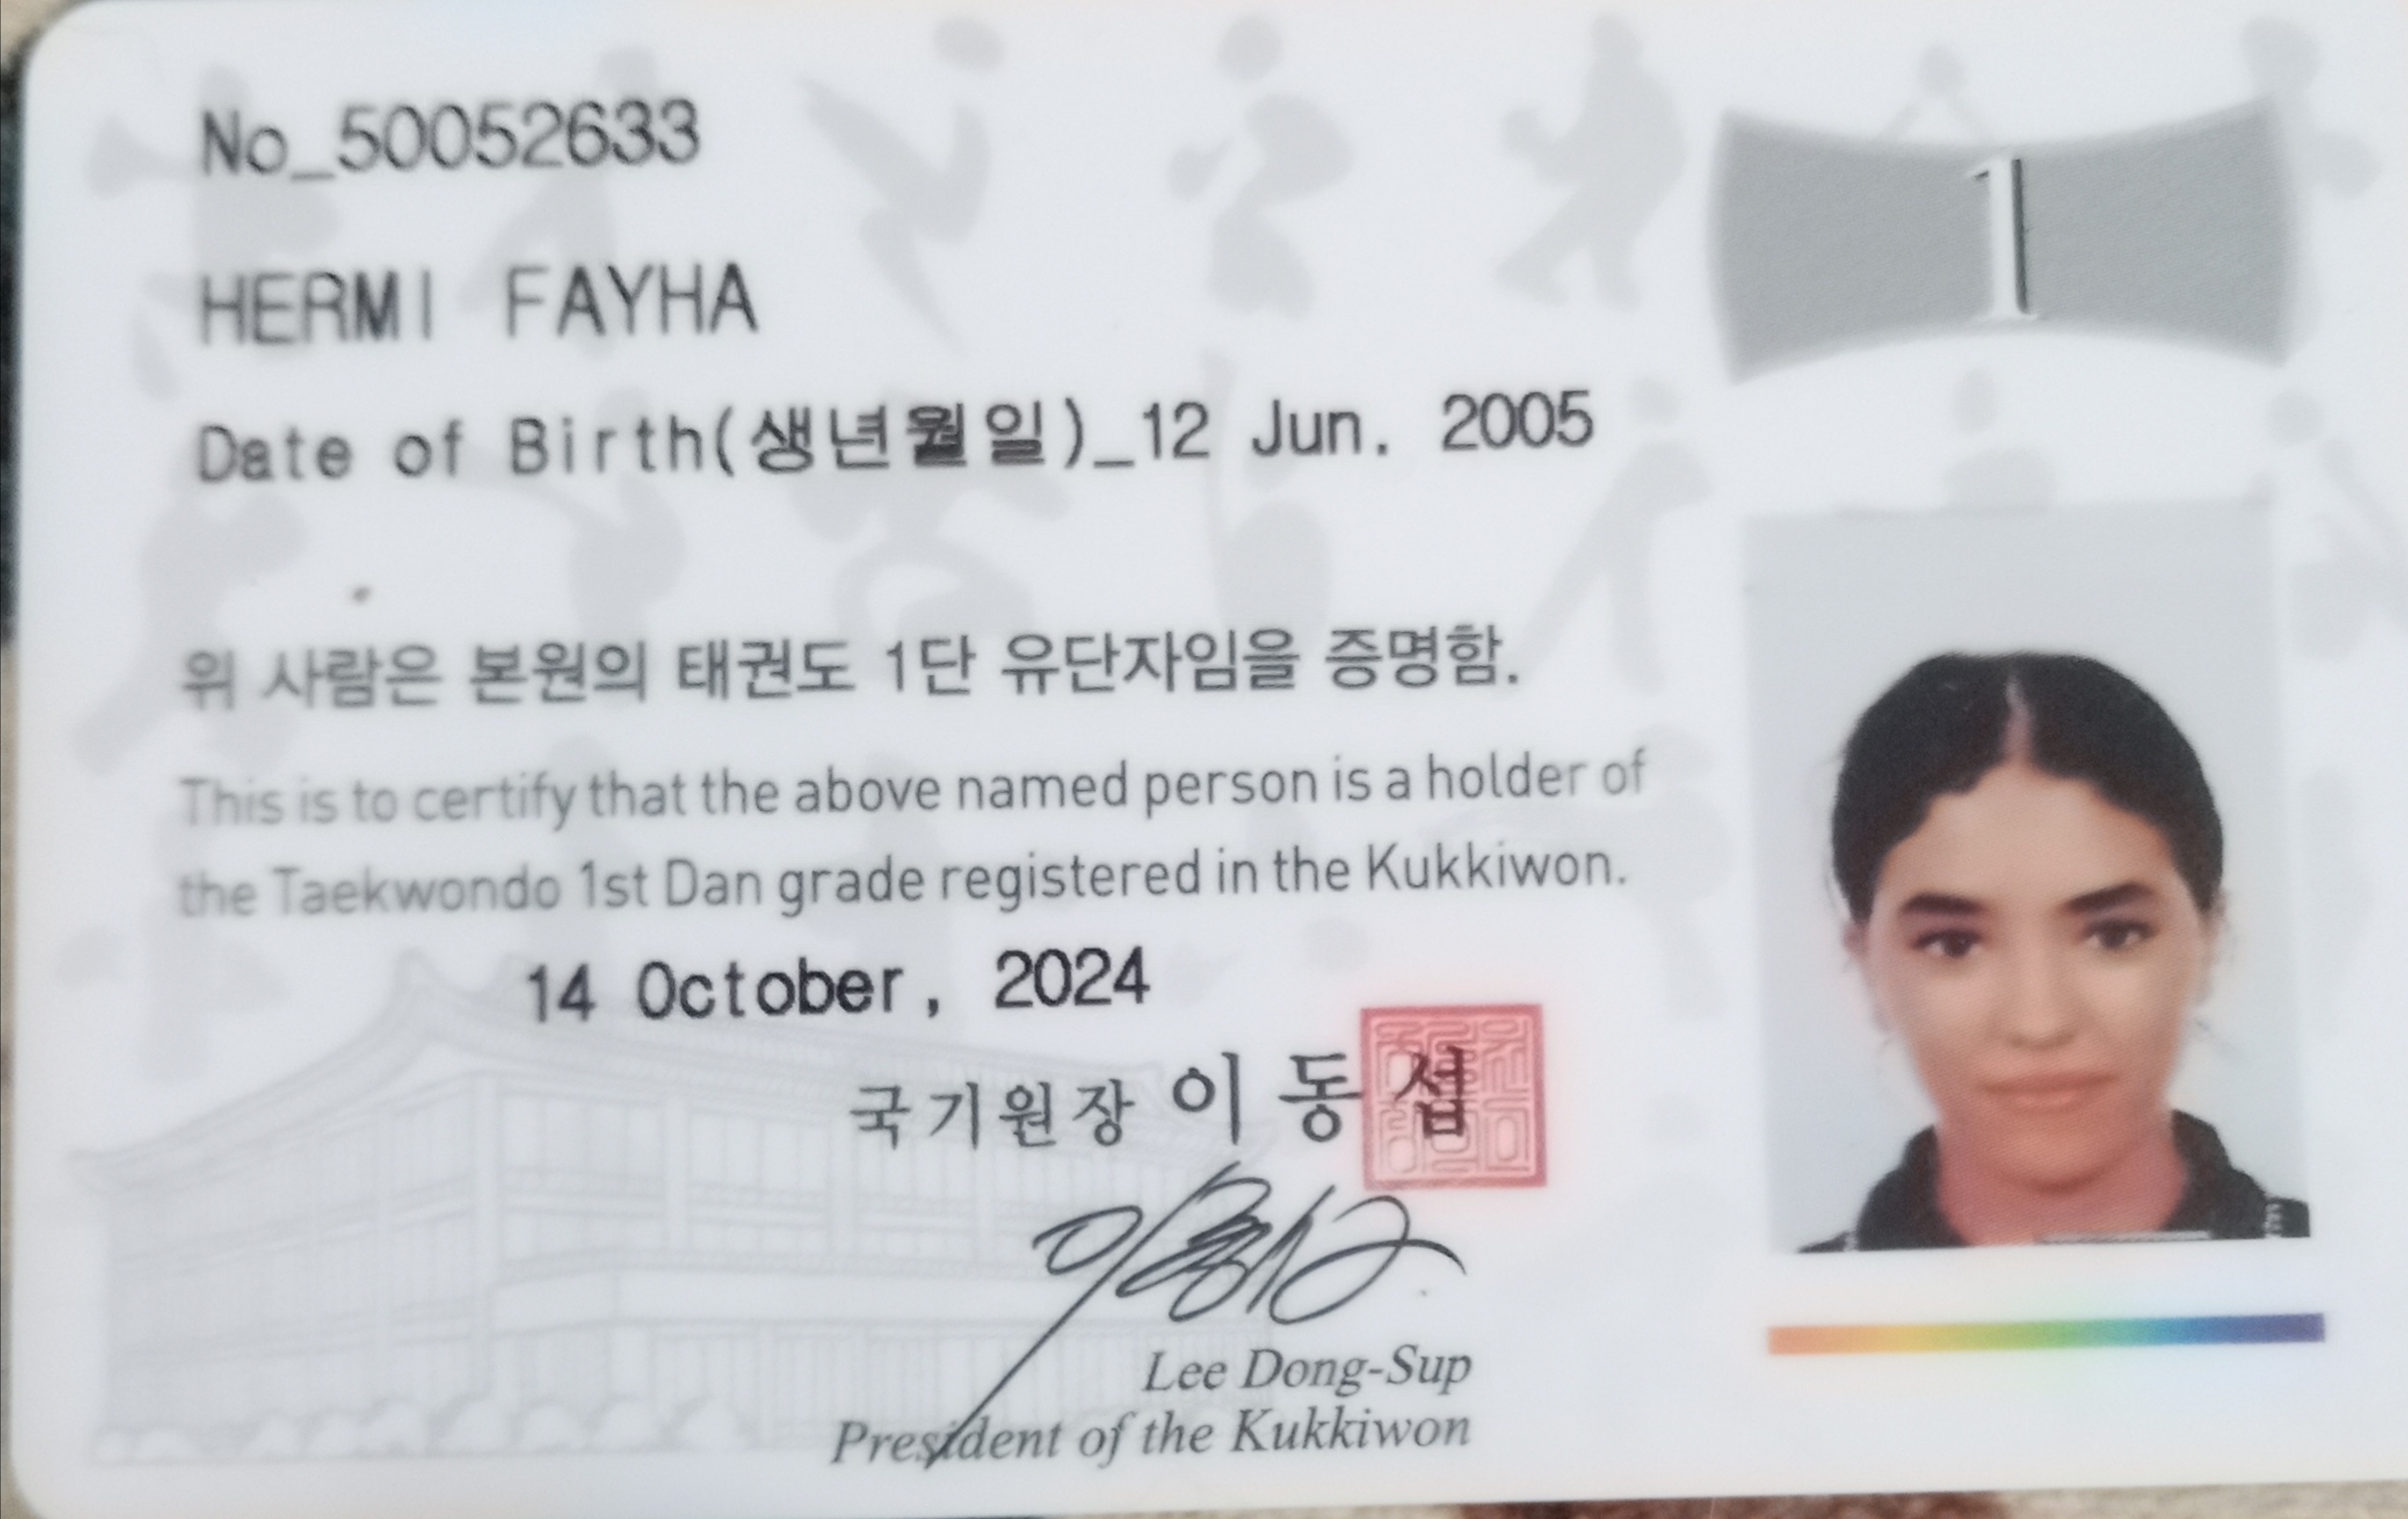 No_50052633
1
HERMI FAYHA
Date of Birth(생년월일)_12 Jun. 2005
위 사람은 본원의 태권도 1단 유단자임을 증명함.
This is to certify that the above named person is a holder of
the Taekwondo 1st Dan grade registered in the Kukkiwon.
14 October, 2024
국기원장 이동섭
Lee Dong-Sup
President of the Kukkiwon